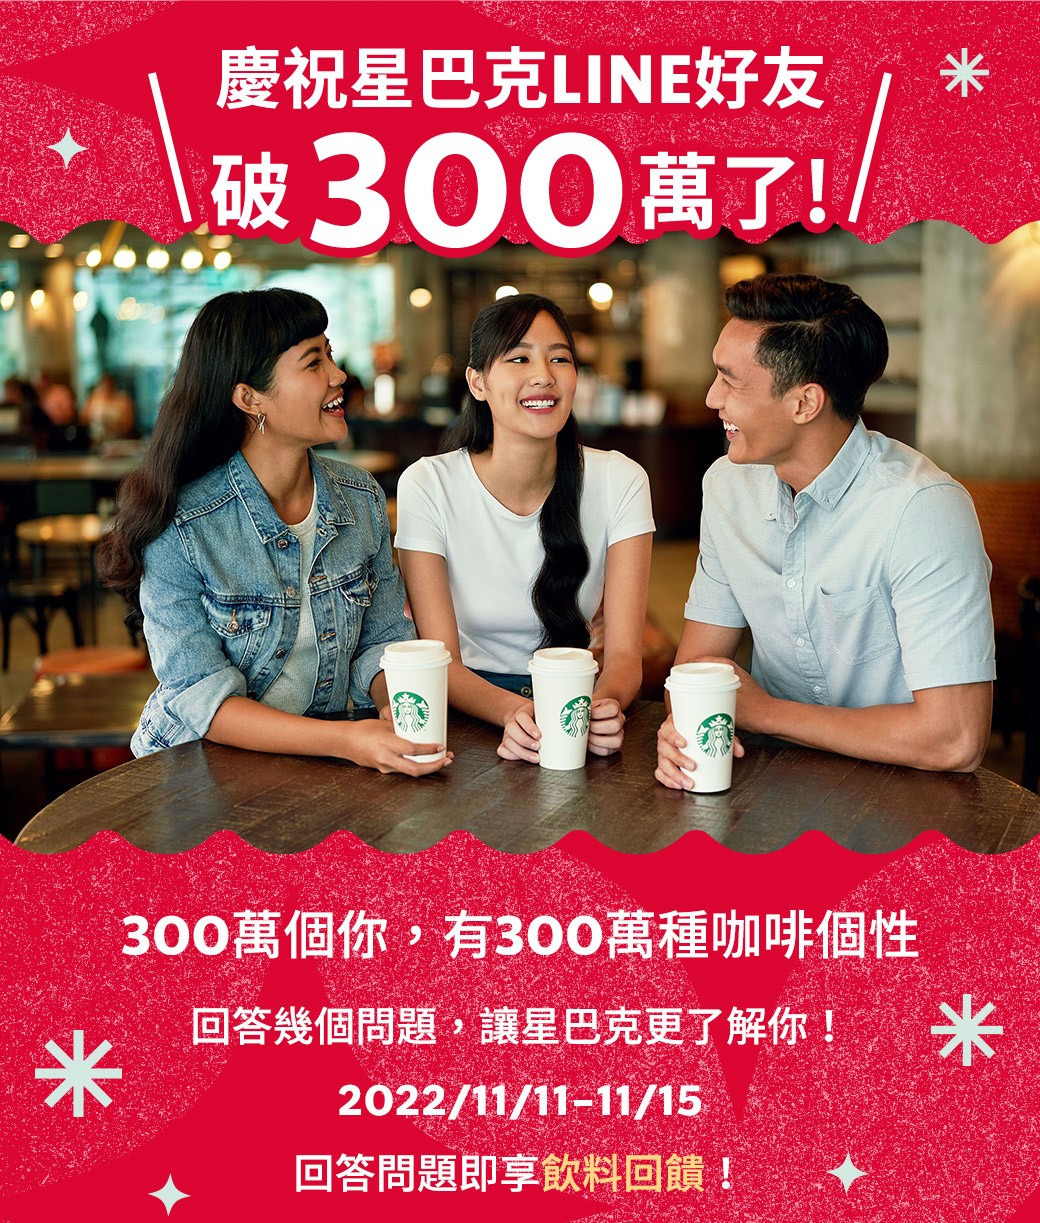 慶祝星巴克LINE好友
破300萬了!
300萬個你，有300萬種咖啡個性
回答幾個問題，讓星巴克更了解你！
2022/11/11-11/15
回答問題即享飲料回饋！